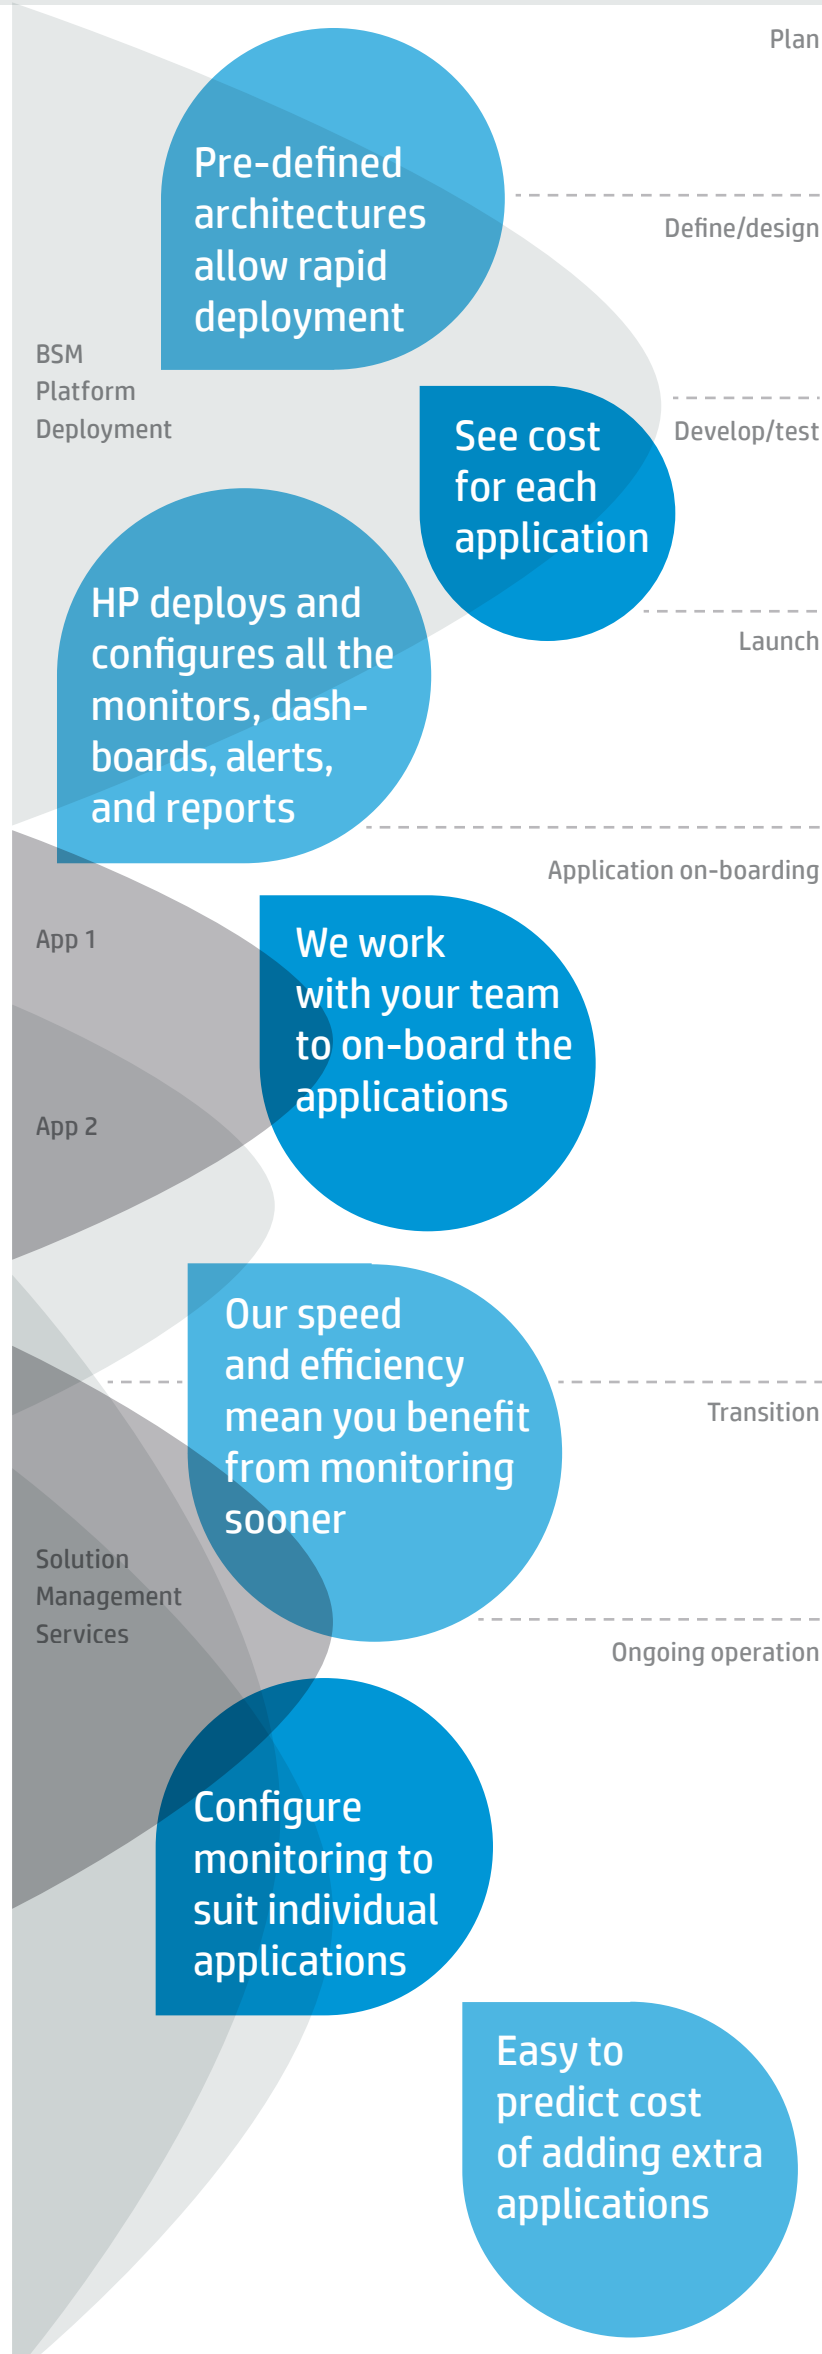 Plan
Pre-defined
architectures
allow rapid
deployment
Define/design
BSM
Platform
Deployment
See cost
for each
application
Develop/test
HP deploys and
configures all the
monitors, dash-
boards, alerts,
and reports
Launch
Application on-boarding
App 1
We work
with your team
to on-board the
applications
App 2
Our speed
and efficiency
mean you benefit
from monitoring
sooner
Transition
Solution
Management
Services
Ongoing operation
Configure
monitoring to
suit individual
applications
Easy to
predict cost
of adding extra
applications